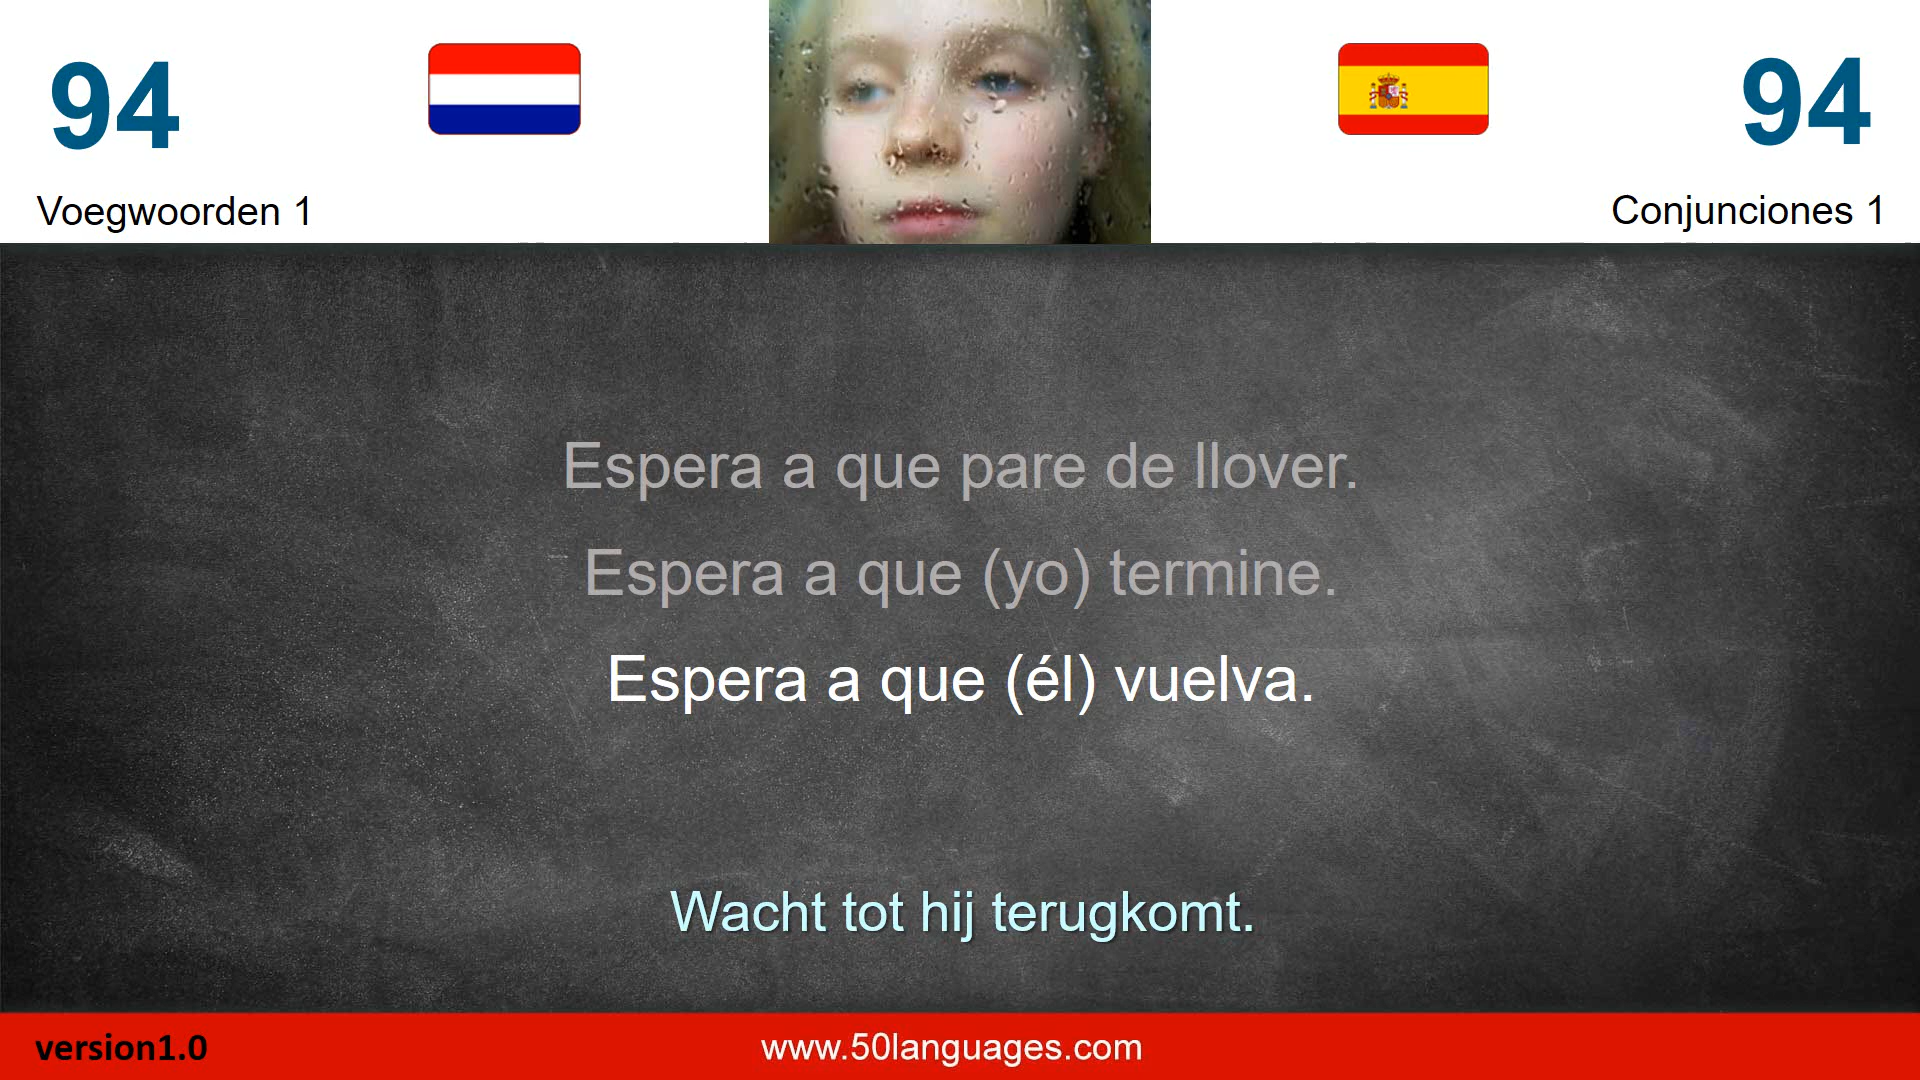 94
94
Voegwoorden 1
Conjunciones 1
Espera a que pare de llover.
Espera a que (yo) termine.
Espera a que (él) vuelva.
Wacht tot hij terugkomt.
version1.0
www.50languages.com